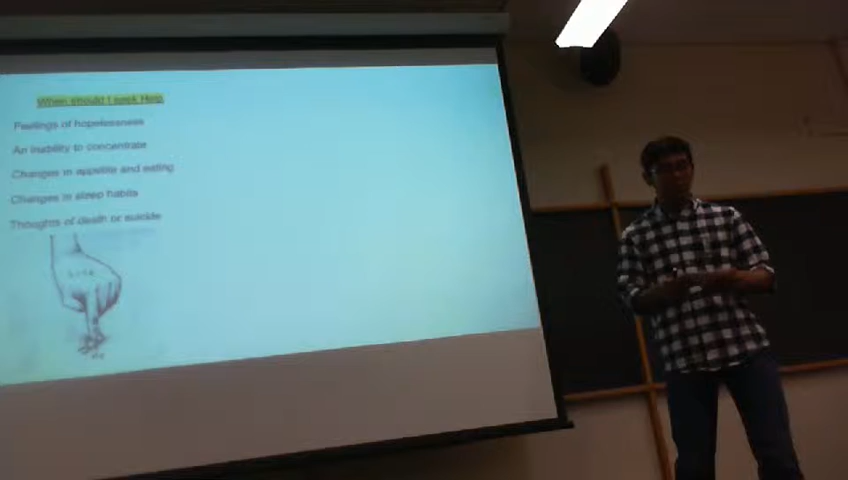 When should I seek Help
Feelings of hopelessness
An inability to concentrate
Changes in appetite and eating
Changes in sleep habits
Thoughts of death or suicide
LIFE